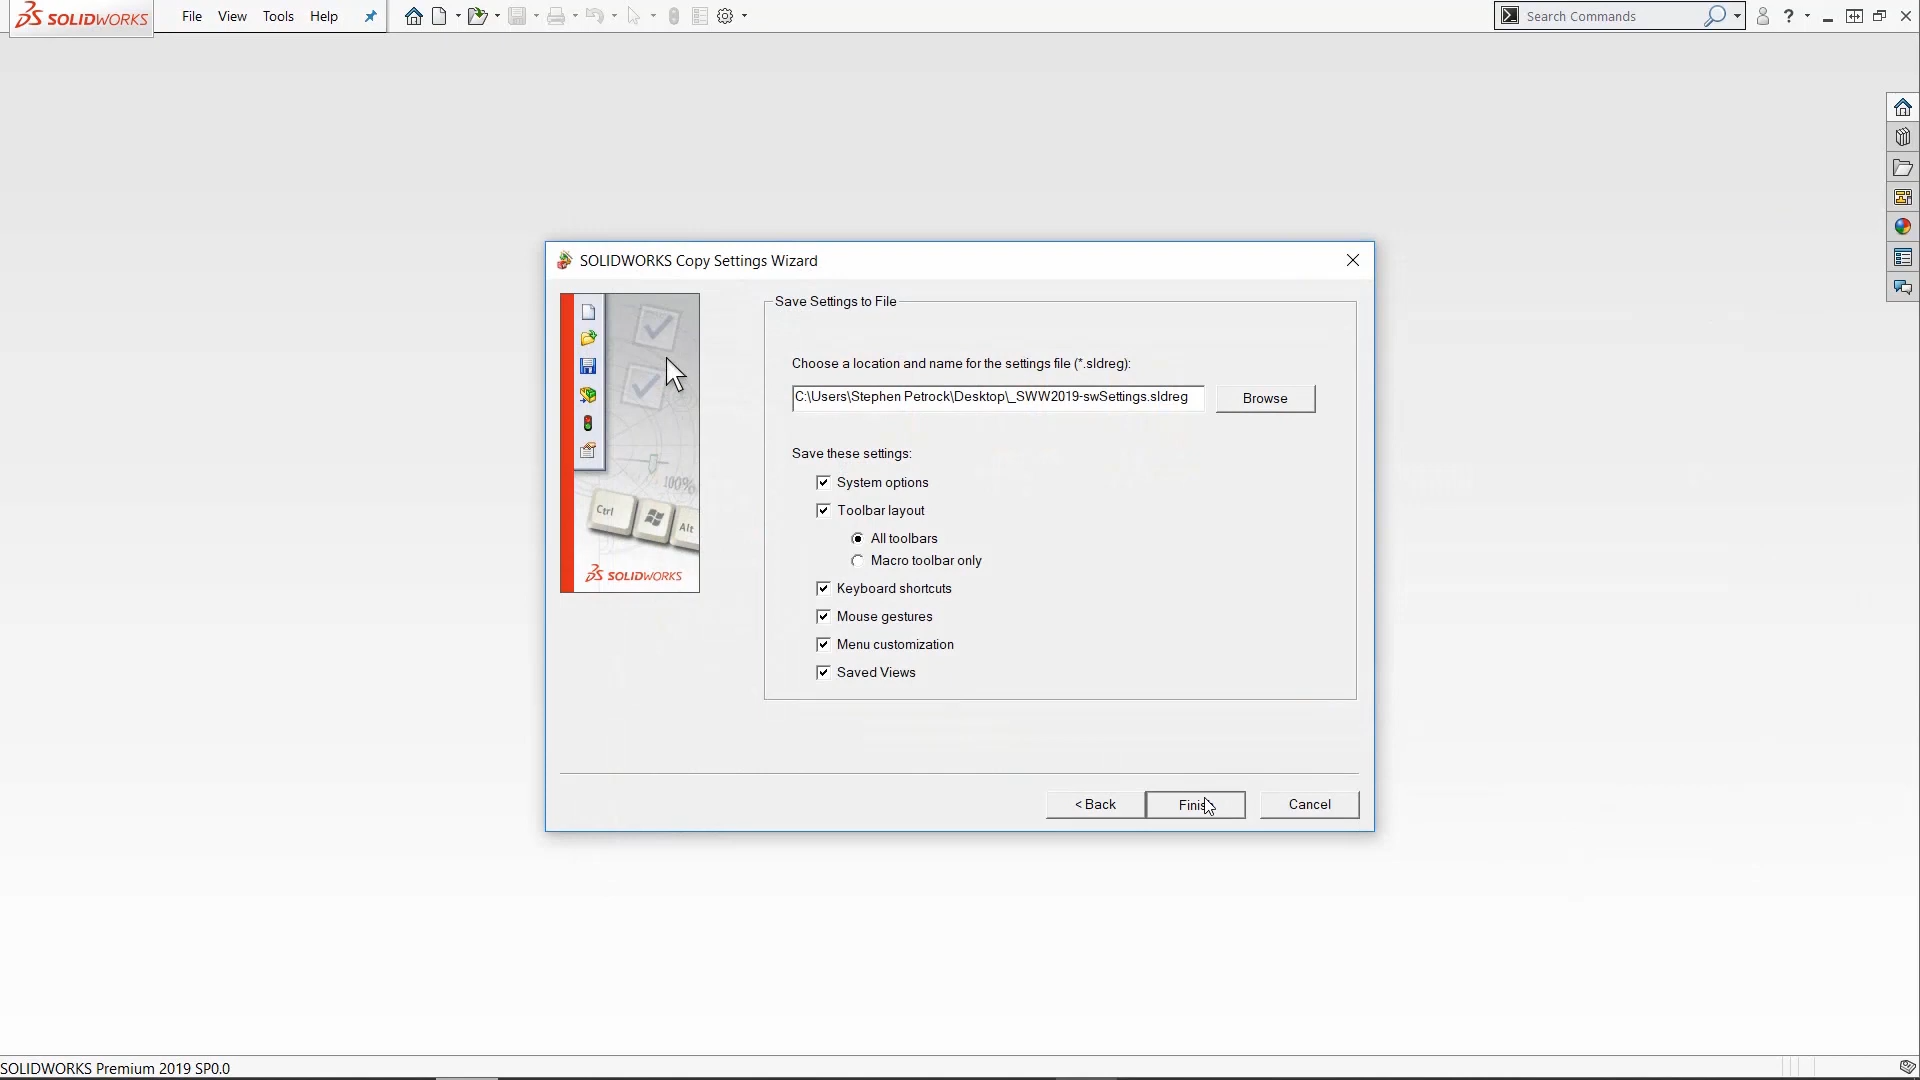 SOLIDWORKS File View Tools Help Search Commands ?
SOLIDWORKS Copy Settings Wizard
Save Settings to File
Choose a location and name for the settings file (*.sldreg):
C:\Users\Stephen Petrock\Desktop\_SWW2019-swSettings.sldreg Browse
Save these settings:
System options
Toolbar layout
All toolbars
Macro toolbar only
Keyboard shortcuts
Mouse gestures
Menu customization
Saved Views
100%
Ctrl Alt
SOLIDWORKS
< Back Finish Cancel
SOLIDWORKS Premium 2019 SP0.0